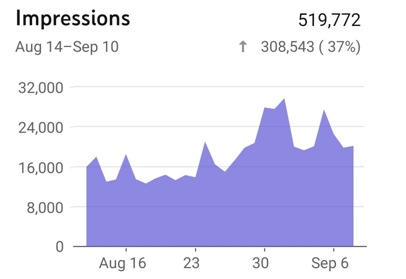 Impressions 519,772
Aug 14–Sep 10 ↑ 308,543 ( 37%)
32,000
24,000
16,000
8,000
0
Aug 16 23 30 Sep 6